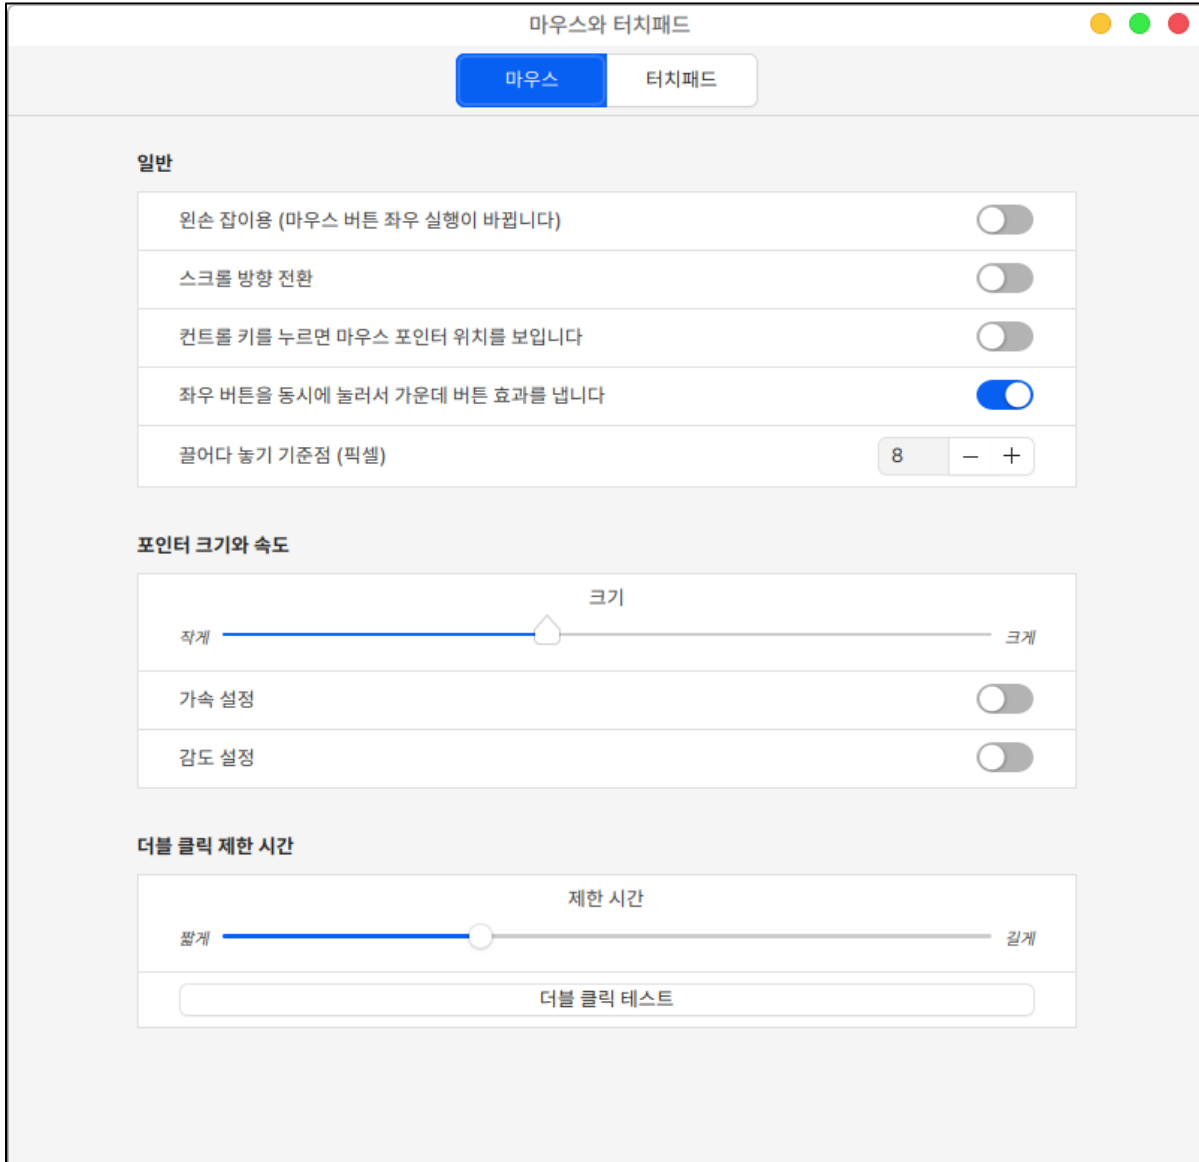 마우스와 터치패드
마우스 터치패드
일반
왼손 잡이용 (마우스 버튼 좌우 실행이 바뀝니다)
스크롤 방향 전환
컨트롤 키를 누르면 마우스 포인터 위치를 보입니다
좌우 버튼을 동시에 눌러서 가운데 버튼 효과를 냅니다
끌어다 놓기 기준점 (픽셀) 8 − +
포인터 크기와 속도
크기
작게 크게
가속 설정
감도 설정
더블 클릭 제한 시간
제한 시간
짧게 길게
더블 클릭 테스트